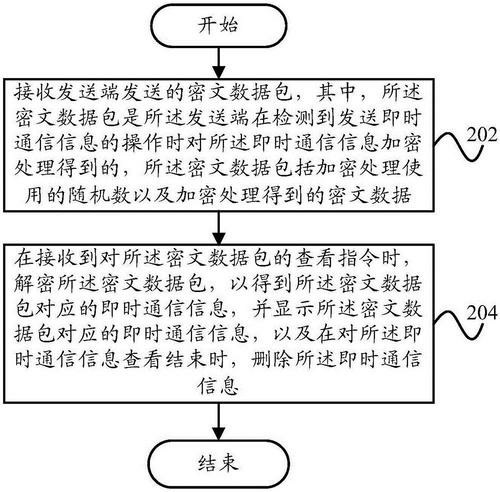 开始
接收发送端发送的密文数据包，其中，所述
密文数据包是所述发送端在检测到发送即时
通信信息的操作时对所述即时通信信息加密
处理得到的，所述密文数据包括加密处理使
用的随机数以及加密处理得到的密文数据
202
在接收到对所述密文数据包的查看指令时，
解密所述密文数据包，以得到所述密文数据
包对应的即时通信信息，并显示所述密文数
据包对应的即时通信信息，以及在对所述即
时通信信息查看结束时，删除所述即时通信
信息
204
结束